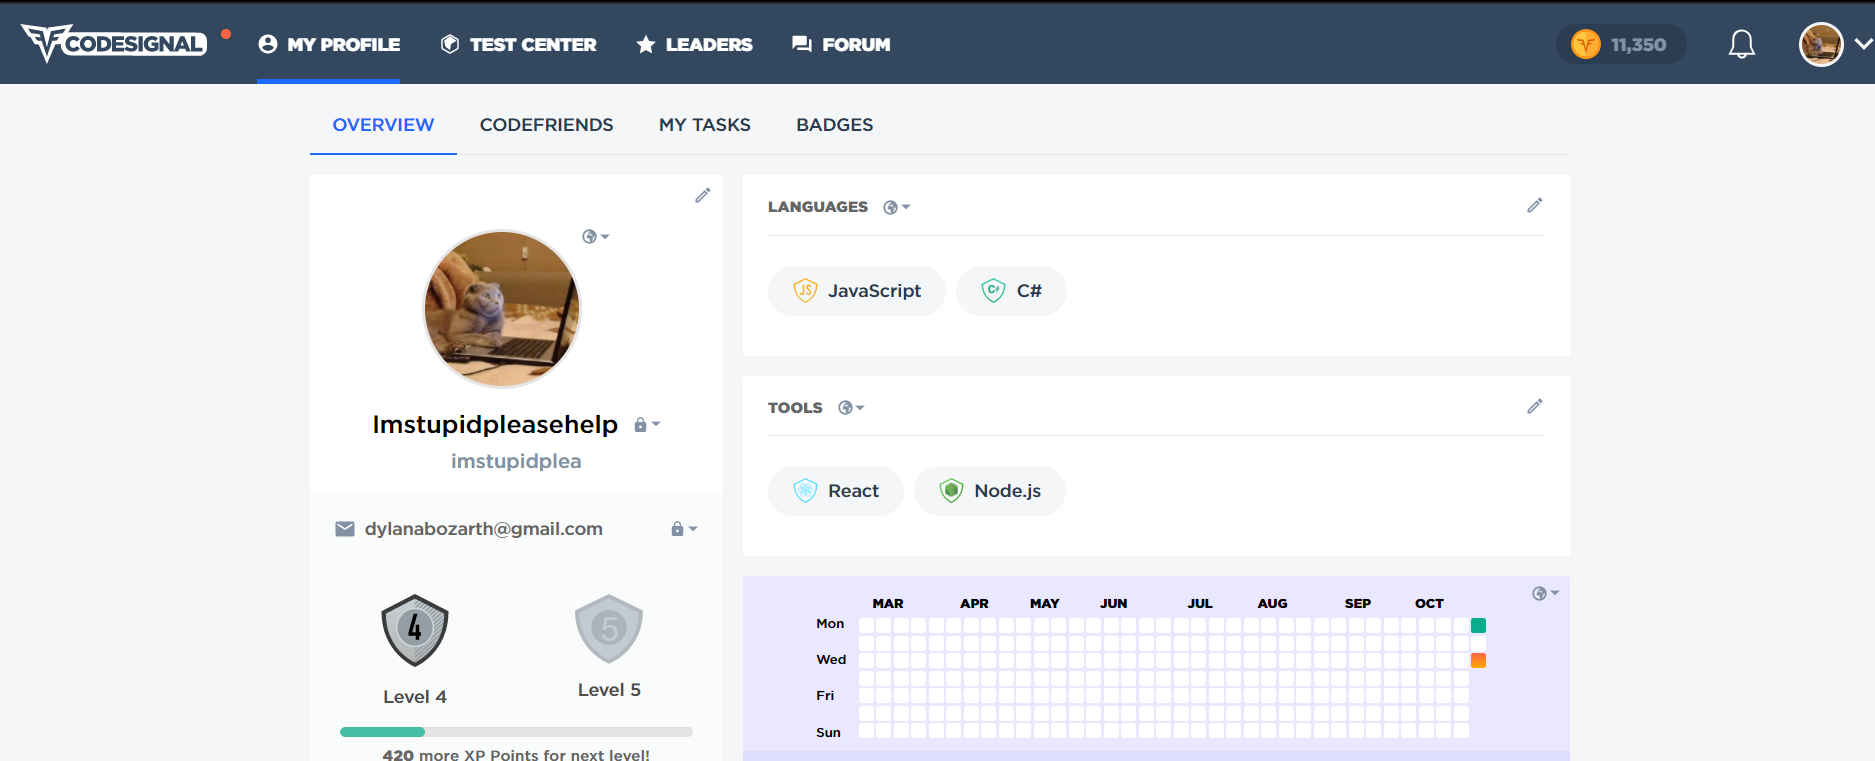 CODESIGNAL MY PROFILE TEST CENTER LEADERS FORUM 11,350
OVERVIEW CODEFRIENDS MY TASKS BADGES
LANGUAGES
JS JavaScript C# C#
Imstupidpleasehelp
imstupidplea
TOOLS
React Node.js
dylanabozarth@gmail.com
4 5
Level 4 Level 5
420 more XP Points for next level!
MAR APR MAY JUN JUL AUG SEP OCT
Mon
Wed
Fri
Sun